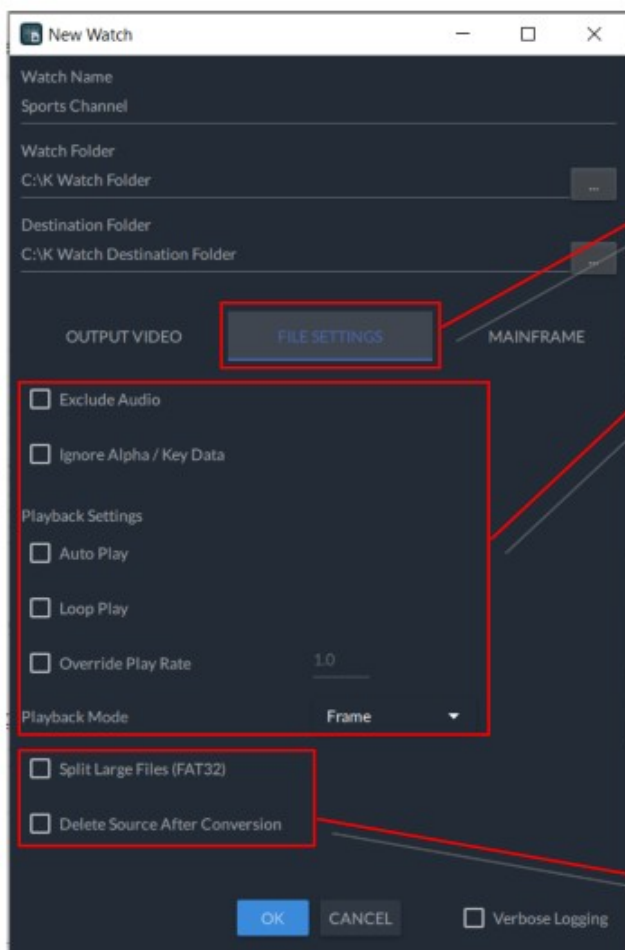 New Watch
Watch Name
Sports Channel
Watch Folder
C:\K Watch Folder
...
Destination Folder
C:\K Watch Destination Folder
...
OUTPUT VIDEO FILE SETTINGS MAINFRAME
Exclude Audio
Ignore Alpha / Key Data
Playback Settings
Auto Play
Loop Play
Override Play Rate 1.0
Playback Mode Frame
Split Large Files (FAT32)
Delete Source After Conversion
OK CANCEL Verbose Logging